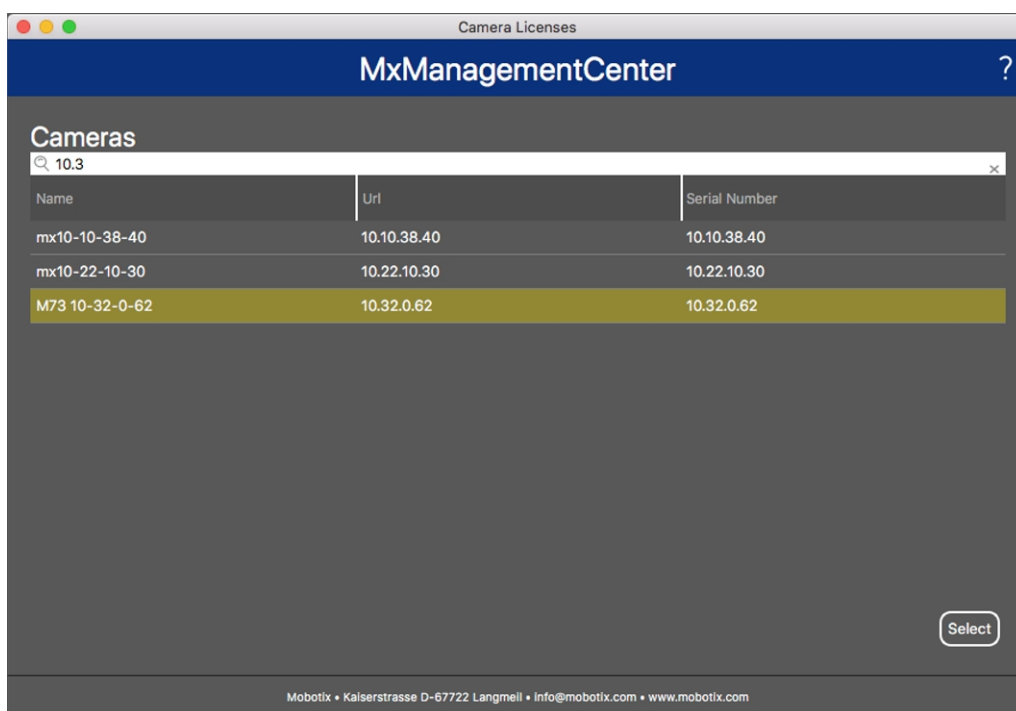 Camera Licenses
MxManagementCenter ?
Cameras
10.3
Name Url Serial Number
mx10-10-38-40 10.10.38.40 10.10.38.40
mx10-22-10-30 10.22.10.30 10.22.10.30
M73 10-32-0-62 10.32.0.62 10.32.0.62
Select
Mobotix • Kaiserstrasse D-67722 Langmeil • info@mobotix.com • www.mobotix.com